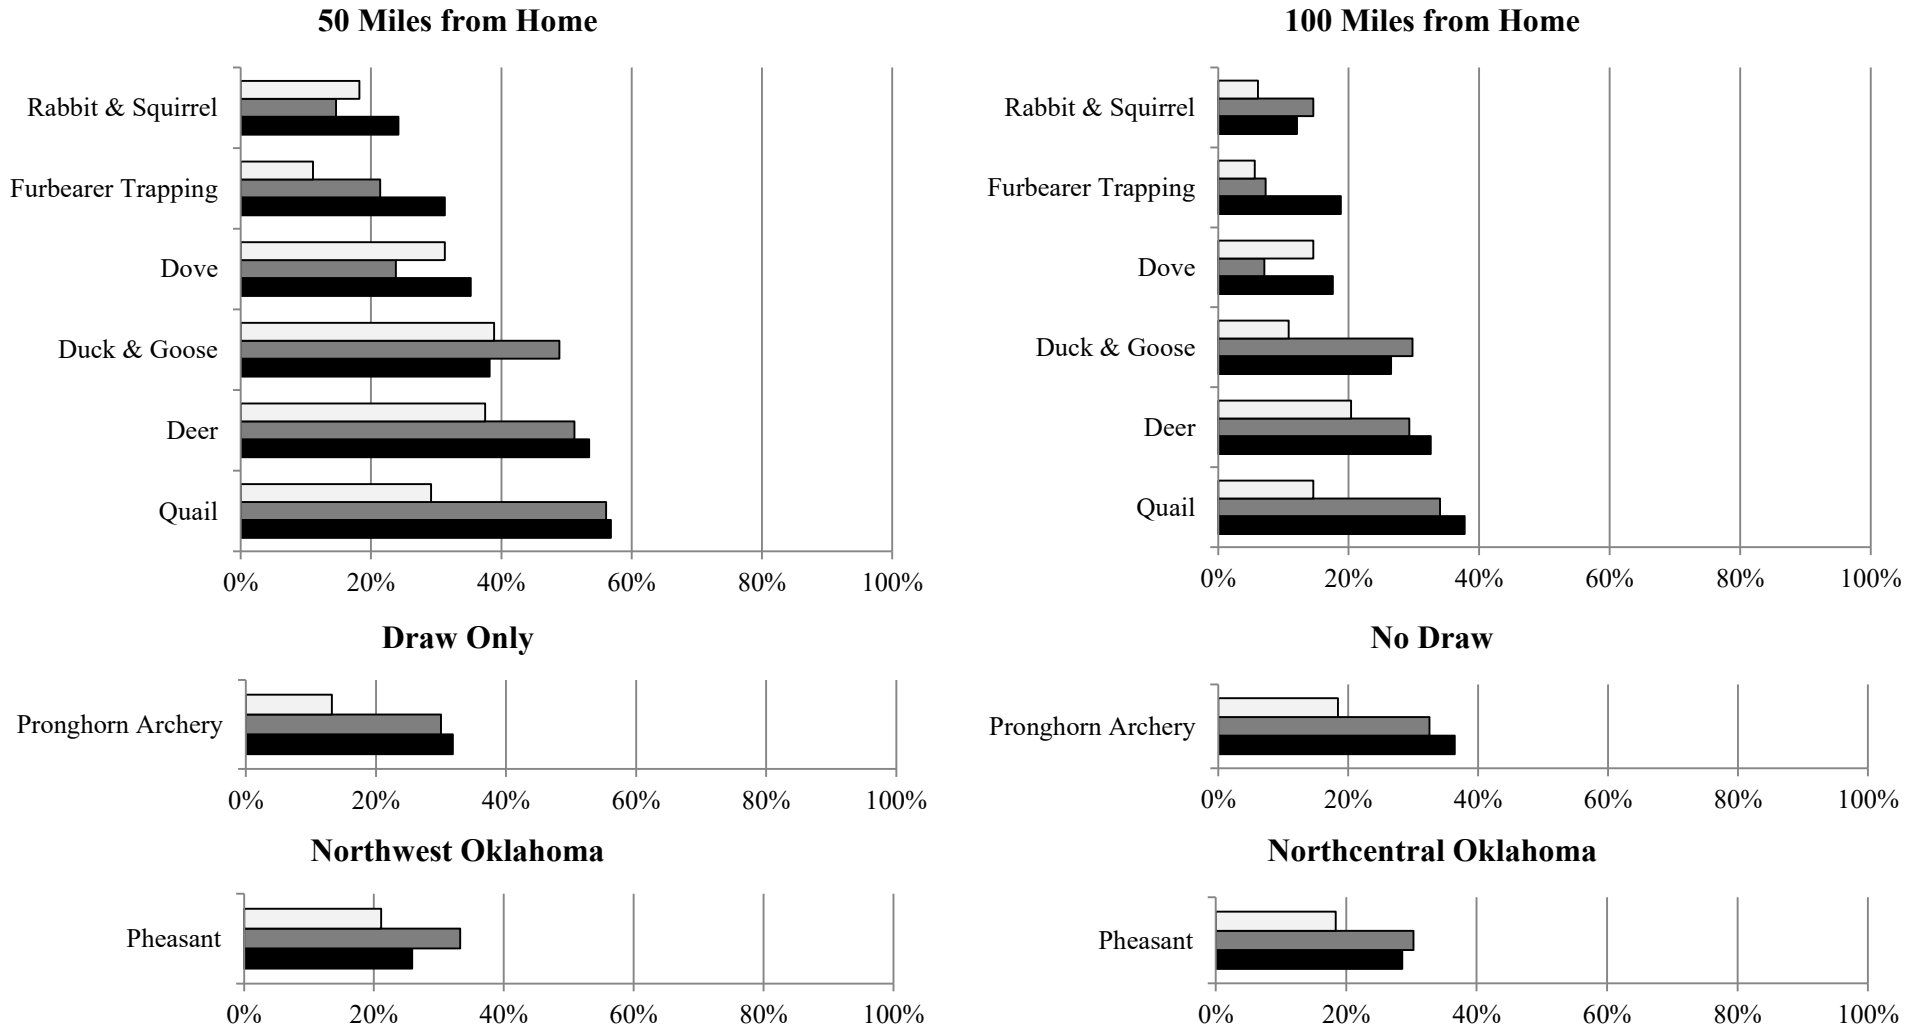 50 Miles from Home
Rabbit & Squirrel
Furbearer Trapping
Dove
Duck & Goose
Deer
Quail
0% 20% 40% 60% 80% 100%
100 Miles from Home
Rabbit & Squirrel
Furbearer Trapping
Dove
Duck & Goose
Deer
Quail
0% 20% 40% 60% 80% 100%
Draw Only
Pronghorn Archery
0% 20% 40% 60% 80% 100%
No Draw
Pronghorn Archery
0% 20% 40% 60% 80% 100%
Northwest Oklahoma
Pheasant
0% 20% 40% 60% 80% 100%
Northcentral Oklahoma
Pheasant
0% 20% 40% 60% 80% 100%